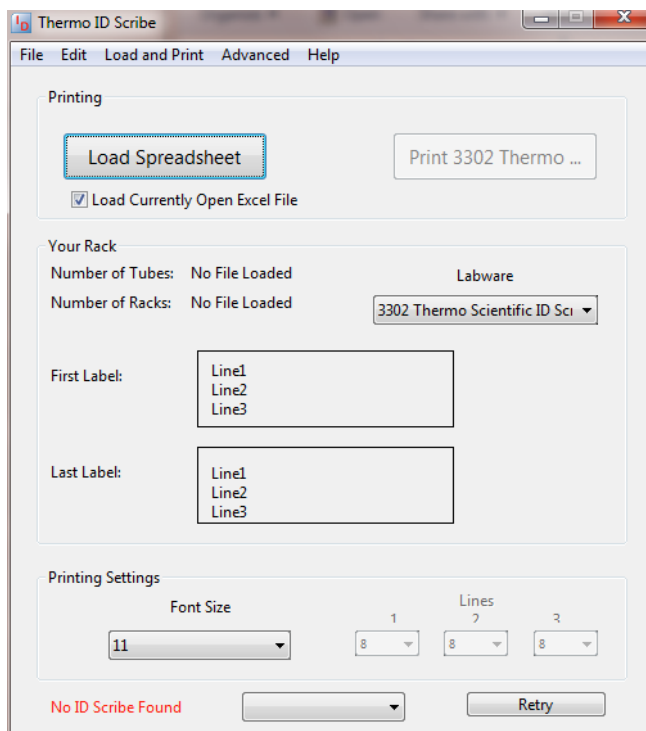 Thermo ID Scribe
File Edit Load and Print Advanced Help
Printing
Load Spreadsheet
Print 3302 Thermo ...
Load Currently Open Excel File
Your Rack
Number of Tubes: No File Loaded
Labware
Number of Racks: No File Loaded
3302 Thermo Scientific ID Scr
First Label:
Line1
Line2
Line3
Last Label:
Line1
Line2
Line3
Printing Settings
Font Size
Lines
1 2 3
11
8 8 8
No ID Scribe Found
Retry